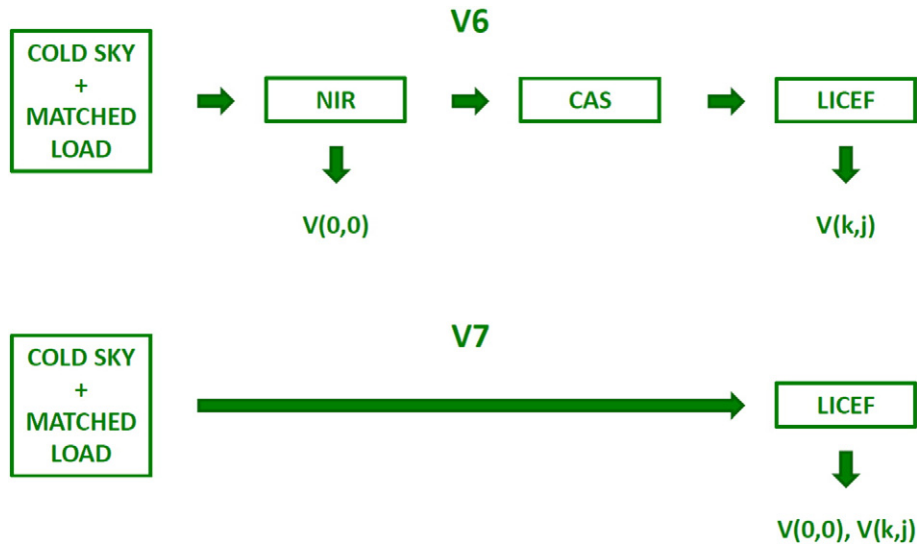 V6
COLD SKY
+
MATCHED
LOAD
NIR
CAS
LICEF
V(0,0)
V(k,j)
V7
COLD SKY
+
MATCHED
LOAD
LICEF
V(0,0), V(k,j)